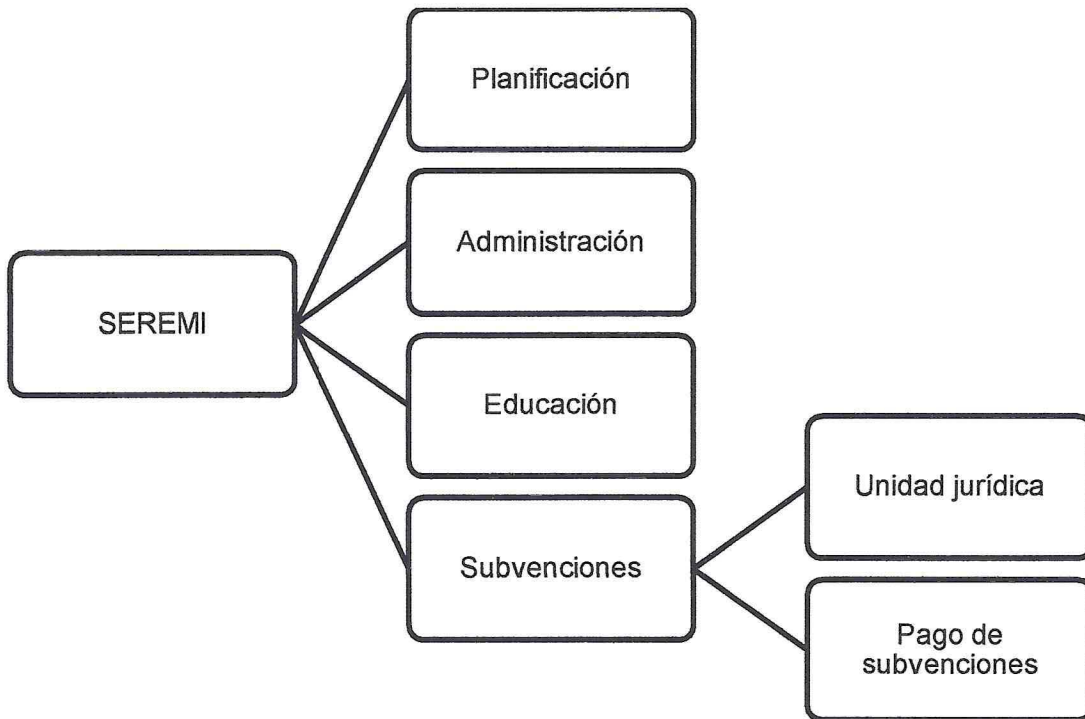 SEREMI
Planificación
Administración
Educación
Subvenciones
Unidad jurídica
Pago de
subvenciones